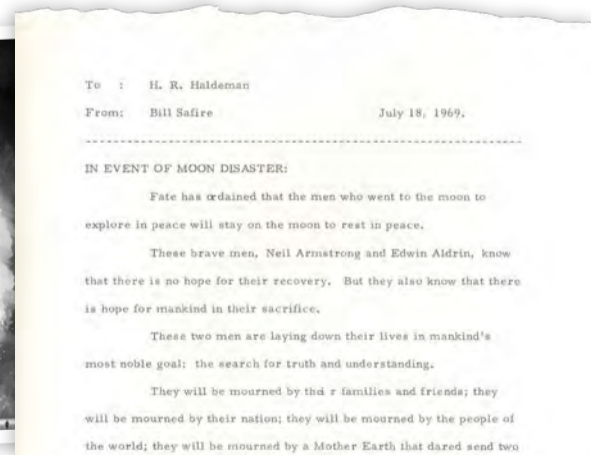 To : H. R. Haldeman
From: Bill Safire July 18, 1969.
IN EVENT OF MOON DISASTER:
Fate has ordained that the men who went to the moon to
explore in peace will stay on the moon to rest in peace.
These brave men, Neil Armstrong and Edwin Aldrin, know
that there is no hope for their recovery. But they also know that there
is hope for mankind in their sacrifice.
These two men are laying down their lives in mankind's
most noble goal: the search for truth and understanding.
They will be mourned by thei r families and friends; they
will be mourned by their nation; they will be mourned by the people of
the world; they will be mourned by a Mother Earth that dared send two